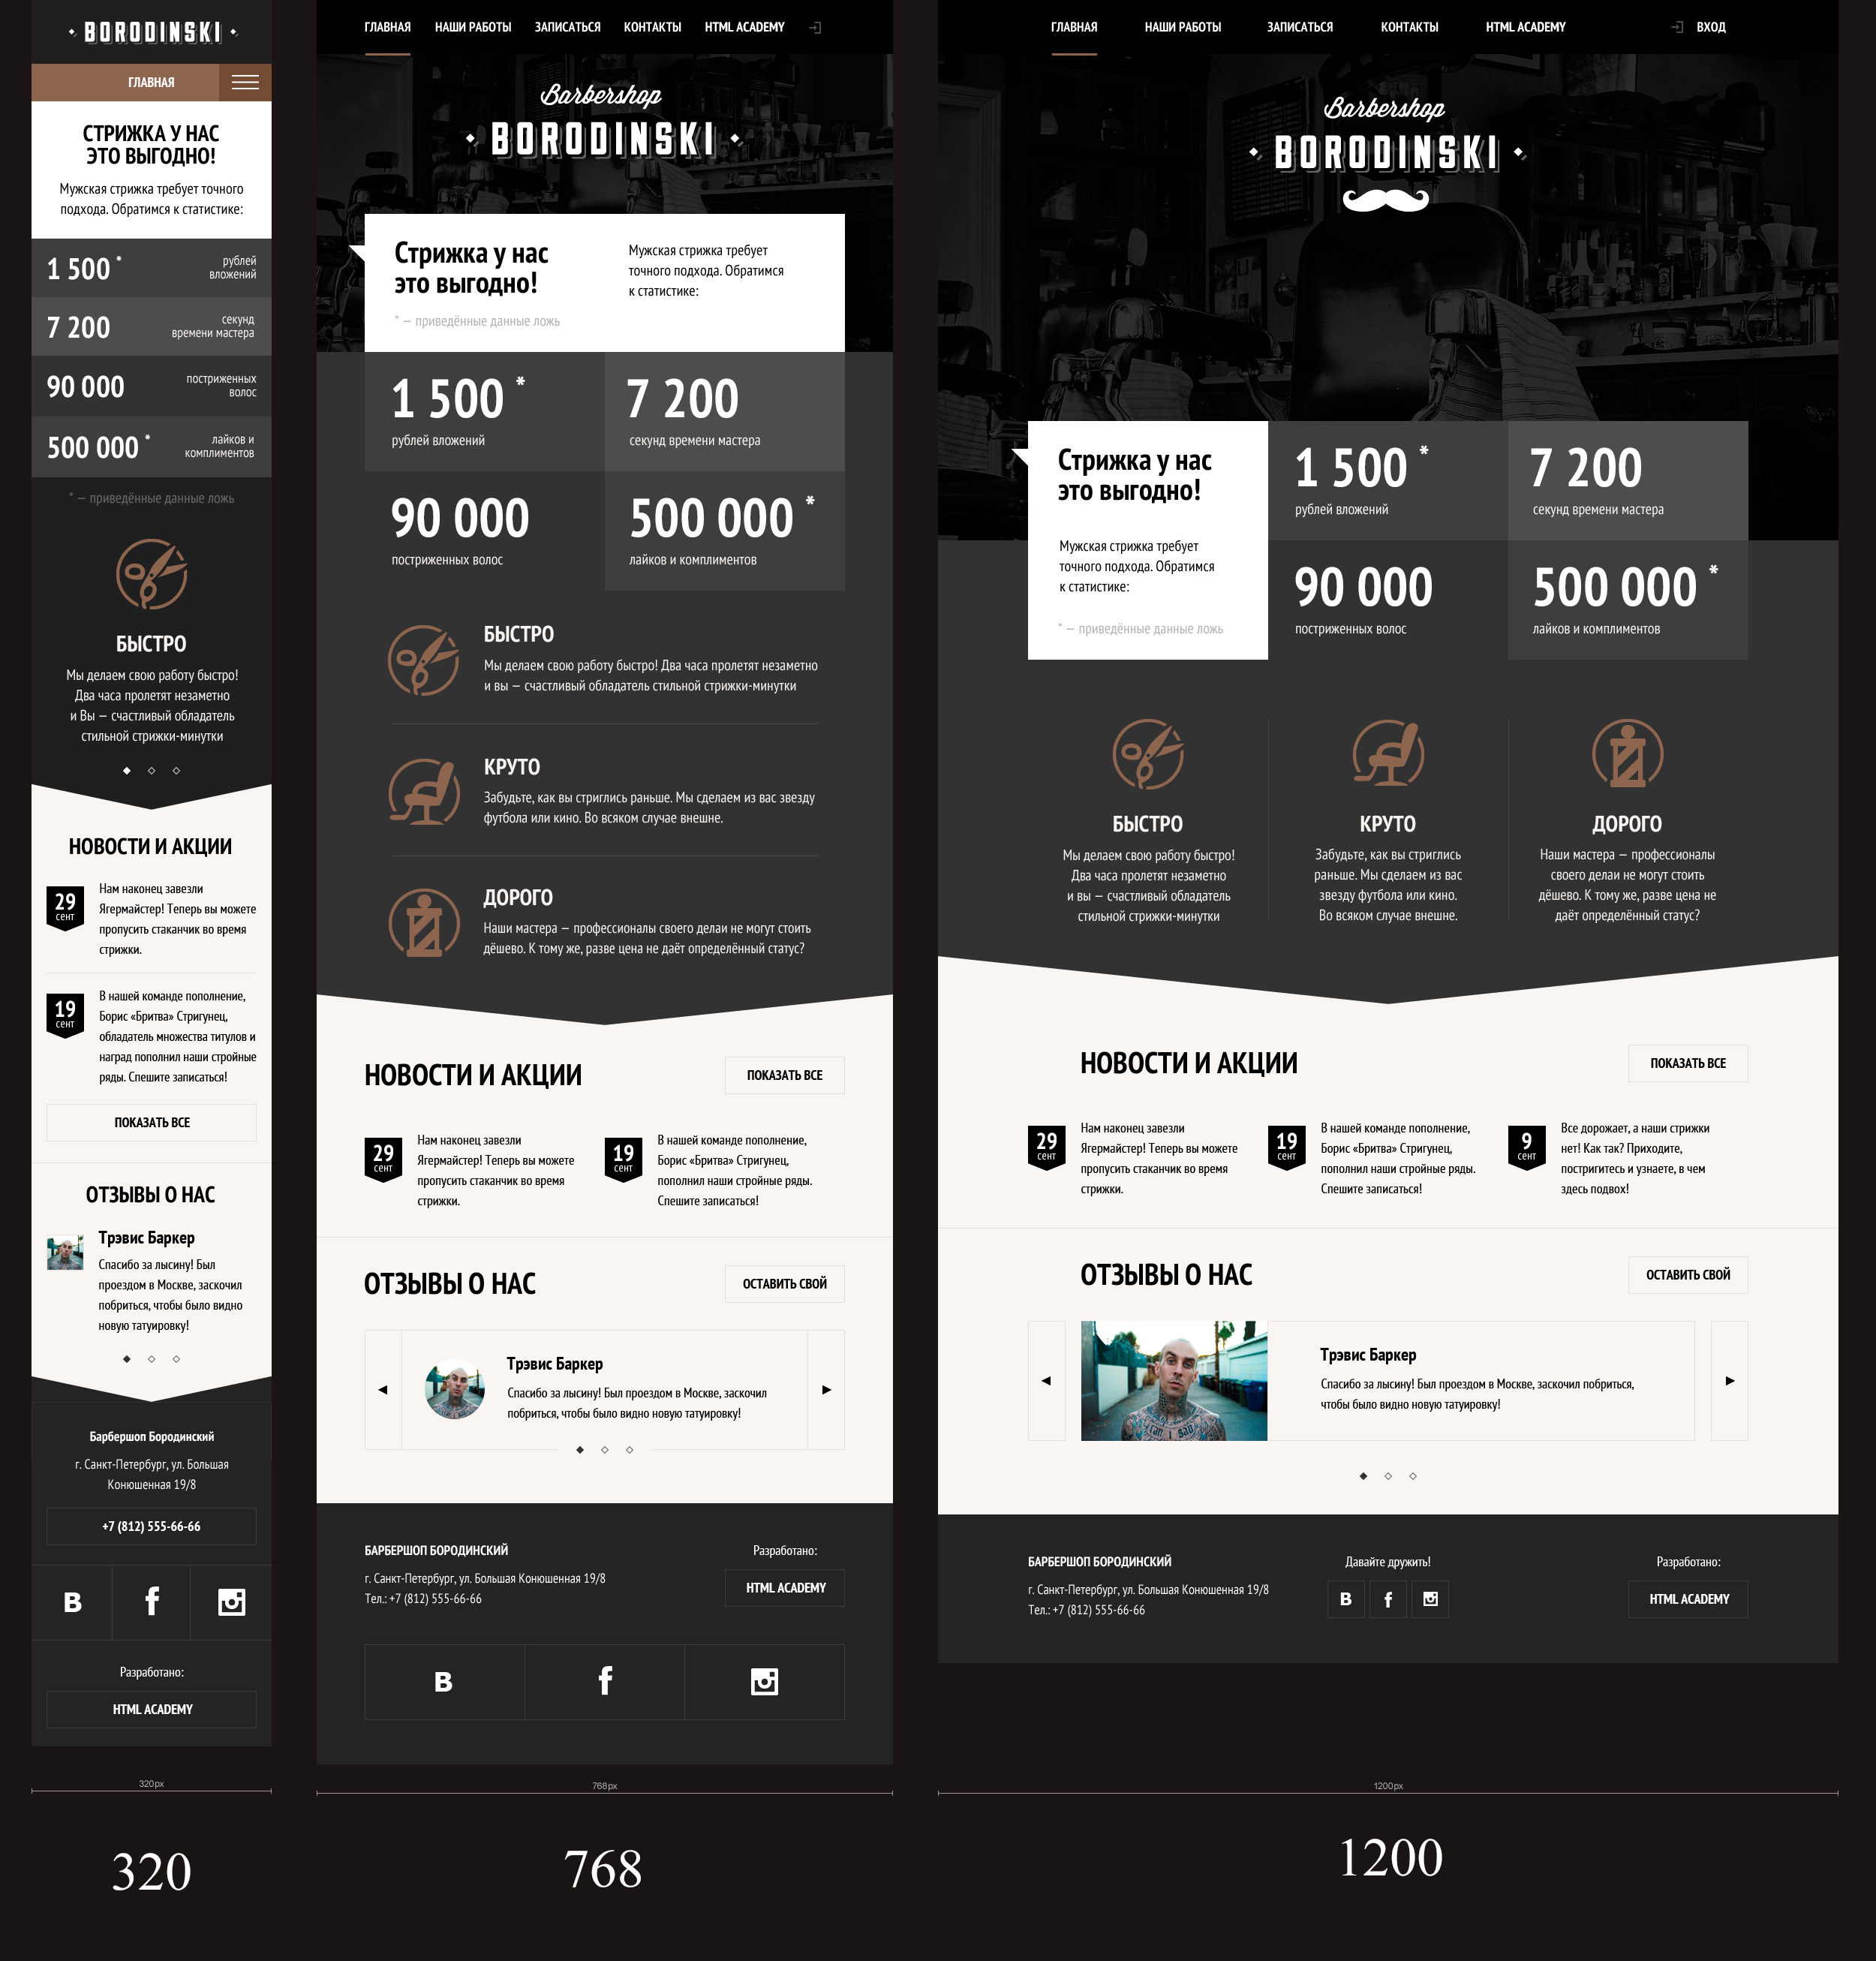 BORODINSKI
ГЛАВНАЯ
СТРИЖКА У НАС
ЭТО ВЫГОДНО!
Мужская стрижка требует точного
подхода. Обратимся к статистике:
1 500 *
рублей
вложений
7 200
секунд
времени мастера
90 000
постриженных
волос
500 000 *
лайков и
комплиментов
* — приведённые данные ложь
БЫСТРО
Мы делаем свою работу быстро!
Два часа пролетят незаметно
и Вы — счастливый обладатель
стильной стрижки-минутки
НОВОСТИ И АКЦИИ
29
сент
Нам наконец завезли
Ягермайстер! Теперь вы можете
пропустить стаканчик во время
стрижки.
19
сент
В нашей команде пополнение,
Борис «Бритва» Стригунец,
обладатель множества титулов и
наград пополнил наши стройные
ряды. Спешите записаться!
ПОКАЗАТЬ ВСЕ
ОТЗЫВЫ О НАС
Трэвис Баркер
Спасибо за лысину! Был
проездом в Москве, заскочил
побриться, чтобы было видно
новую татуировку!
Барбершоп Бородинский
г. Санкт-Петербург, ул. Большая
Конюшенная 19/8
+7 (812) 555-66-66
В f
Разработано:
HTML ACADEMY
320px
320
ГЛАВНАЯ НАШИ РАБОТЫ ЗАПИСАТЬСЯ КОНТАКТЫ HTML ACADEMY
Barbershop
BORODINSKI
Стрижка у нас
это выгодно!
* — приведённые данные ложь
Мужская стрижка требует
точного подхода. Обратимся
к статистике:
1 500 *
рублей вложений
7 200
секунд времени мастера
90 000
постриженных волос
500 000 *
лайков и комплиментов
БЫСТРО
Мы делаем свою работу быстро! Два часа пролетят незаметно
и вы — счастливый обладатель стильной стрижки-минутки
КРУТО
Забудьте, как вы стриглись раньше. Мы сделаем из вас звезду
футбола или кино. Во всяком случае внешне.
ДОРОГО
Наши мастера — профессионалы своего делаи не могут стоить
дёшево. К тому же, разве цена не даёт определённый статус?
НОВОСТИ И АКЦИИ
ПОКАЗАТЬ ВСЕ
29
сент
Нам наконец завезли
Ягермайстер! Теперь вы можете
пропустить стаканчик во время
стрижки.
19
сент
В нашей команде пополнение,
Борис «Бритва» Стригунец,
пополнил наши стройные ряды.
Спешите записаться!
ОТЗЫВЫ О НАС
ОСТАВИТЬ СВОЙ
Трэвис Баркер
Спасибо за лысину! Был проездом в Москве, заскочил
побриться, чтобы было видно новую татуировку!
БАРБЕРШОП БОРОДИНСКИЙ
г. Санкт-Петербург, ул. Большая Конюшенная 19/8
Тел.: +7 (812) 555-66-66
Разработано:
HTML ACADEMY
В f
768px
768
ГЛАВНАЯ НАШИ РАБОТЫ ЗАПИСАТЬСЯ КОНТАКТЫ HTML ACADEMY ВХОД
Barbershop
BORODINSKI
Стрижка у нас
это выгодно!
Мужская стрижка требует
точного подхода. Обратимся
к статистике:
* — приведённые данные ложь
1 500 *
рублей вложений
7 200
секунд времени мастера
90 000
постриженных волос
500 000 *
лайков и комплиментов
БЫСТРО
Мы делаем свою работу быстро!
Два часа пролетят незаметно
и вы — счастливый обладатель
стильной стрижки-минутки
КРУТО
Забудьте, как вы стриглись
раньше. Мы сделаем из вас
звезду футбола или кино.
Во всяком случае внешне.
ДОРОГО
Наши мастера — профессионалы
своего делаи не могут стоить
дёшево. К тому же, разве цена не
даёт определённый статус?
НОВОСТИ И АКЦИИ
ПОКАЗАТЬ ВСЕ
29
сент
Нам наконец завезли
Ягермайстер! Теперь вы можете
пропустить стаканчик во время
стрижки.
19
сент
В нашей команде пополнение,
Борис «Бритва» Стригунец,
пополнил наши стройные ряды.
Спешите записаться!
9
сент
Все дорожает, а наши стрижки
нет! Как так? Приходите,
постригитесь и узнаете, в чем
здесь подвох!
ОТЗЫВЫ О НАС
ОСТАВИТЬ СВОЙ
Трэвис Баркер
Спасибо за лысину! Был проездом в Москве, заскочил побриться,
чтобы было видно новую татуировку!
БАРБЕРШОП БОРОДИНСКИЙ
г. Санкт-Петербург, ул. Большая Конюшенная 19/8
Тел.: +7 (812) 555-66-66
Давайте дружить!
В f
Разработано:
HTML ACADEMY
1200px
1200